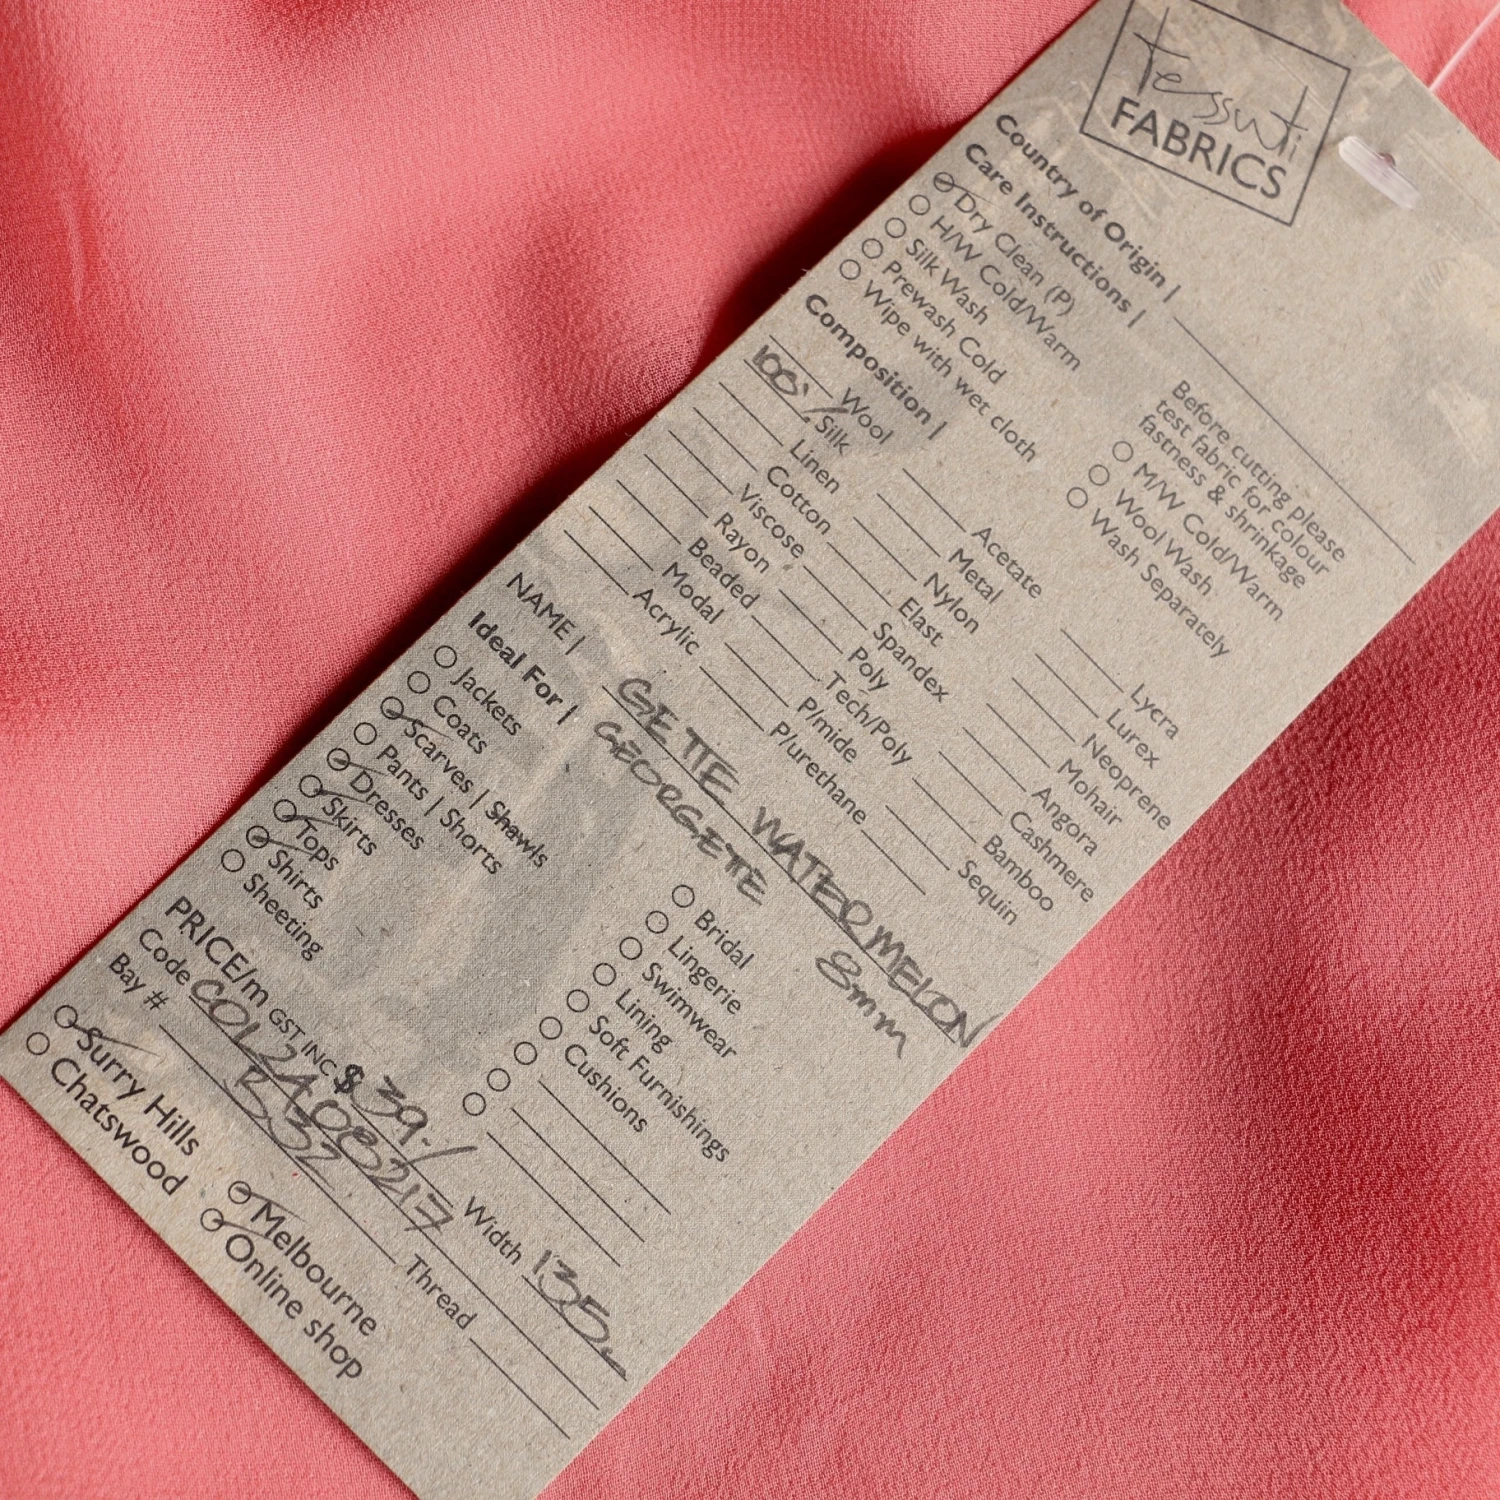 Tessuti
FABRICS
Country of Origin |
Care Instructions |
Dry Clean (P)
H/W Cold/Warm
Silk Wash
Prewash Cold
Wipe with wet cloth
Before cutting please
test fabric for colour
fastness & shrinkage
M/W Cold/Warm
Wool Wash
Wash Separately
Composition |
Wool
100% Silk
Linen
Cotton
Viscose
Rayon
Beaded
Modal
Acrylic
Acetate
Metal
Nylon
Elast
Spandex
Poly
Tech/Poly
P/mide
P/urethane
Lycra
Lurex
Neoprene
Mohair
Angora
Cashmere
Bamboo
Sequin
NAME | GETTE WATERMELON
GEORGETTE 8mm
Ideal For |
Jackets
Coats
Scarves | Shawls
Pants | Shorts
Dresses
Skirts
Tops
Shirts
Sheeting
Bridal
Lingerie
Swimwear
Lining
Soft Furnishings
Cushions
PRICE/m GST INC $ 39.-/ Width 135
Code COL2408217
Bay # B32 Thread
Surry Hills
Chatswood
Melbourne
Online shop